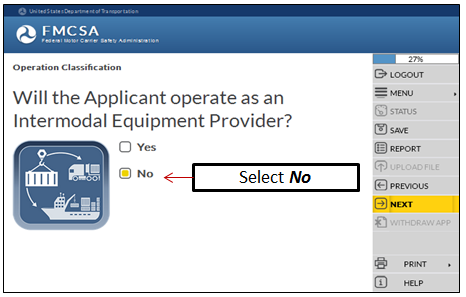 United States Department of Transportation
FMCSA
Federal Motor Carrier Safety Administration
Operation Classification
Will the Applicant operate as an
Intermodal Equipment Provider?
Yes
No
Select No
27%
LOGOUT
MENU
STATUS
SAVE
REPORT
UPLOAD FILE
PREVIOUS
NEXT
WITHDRAW APP
PRINT
HELP